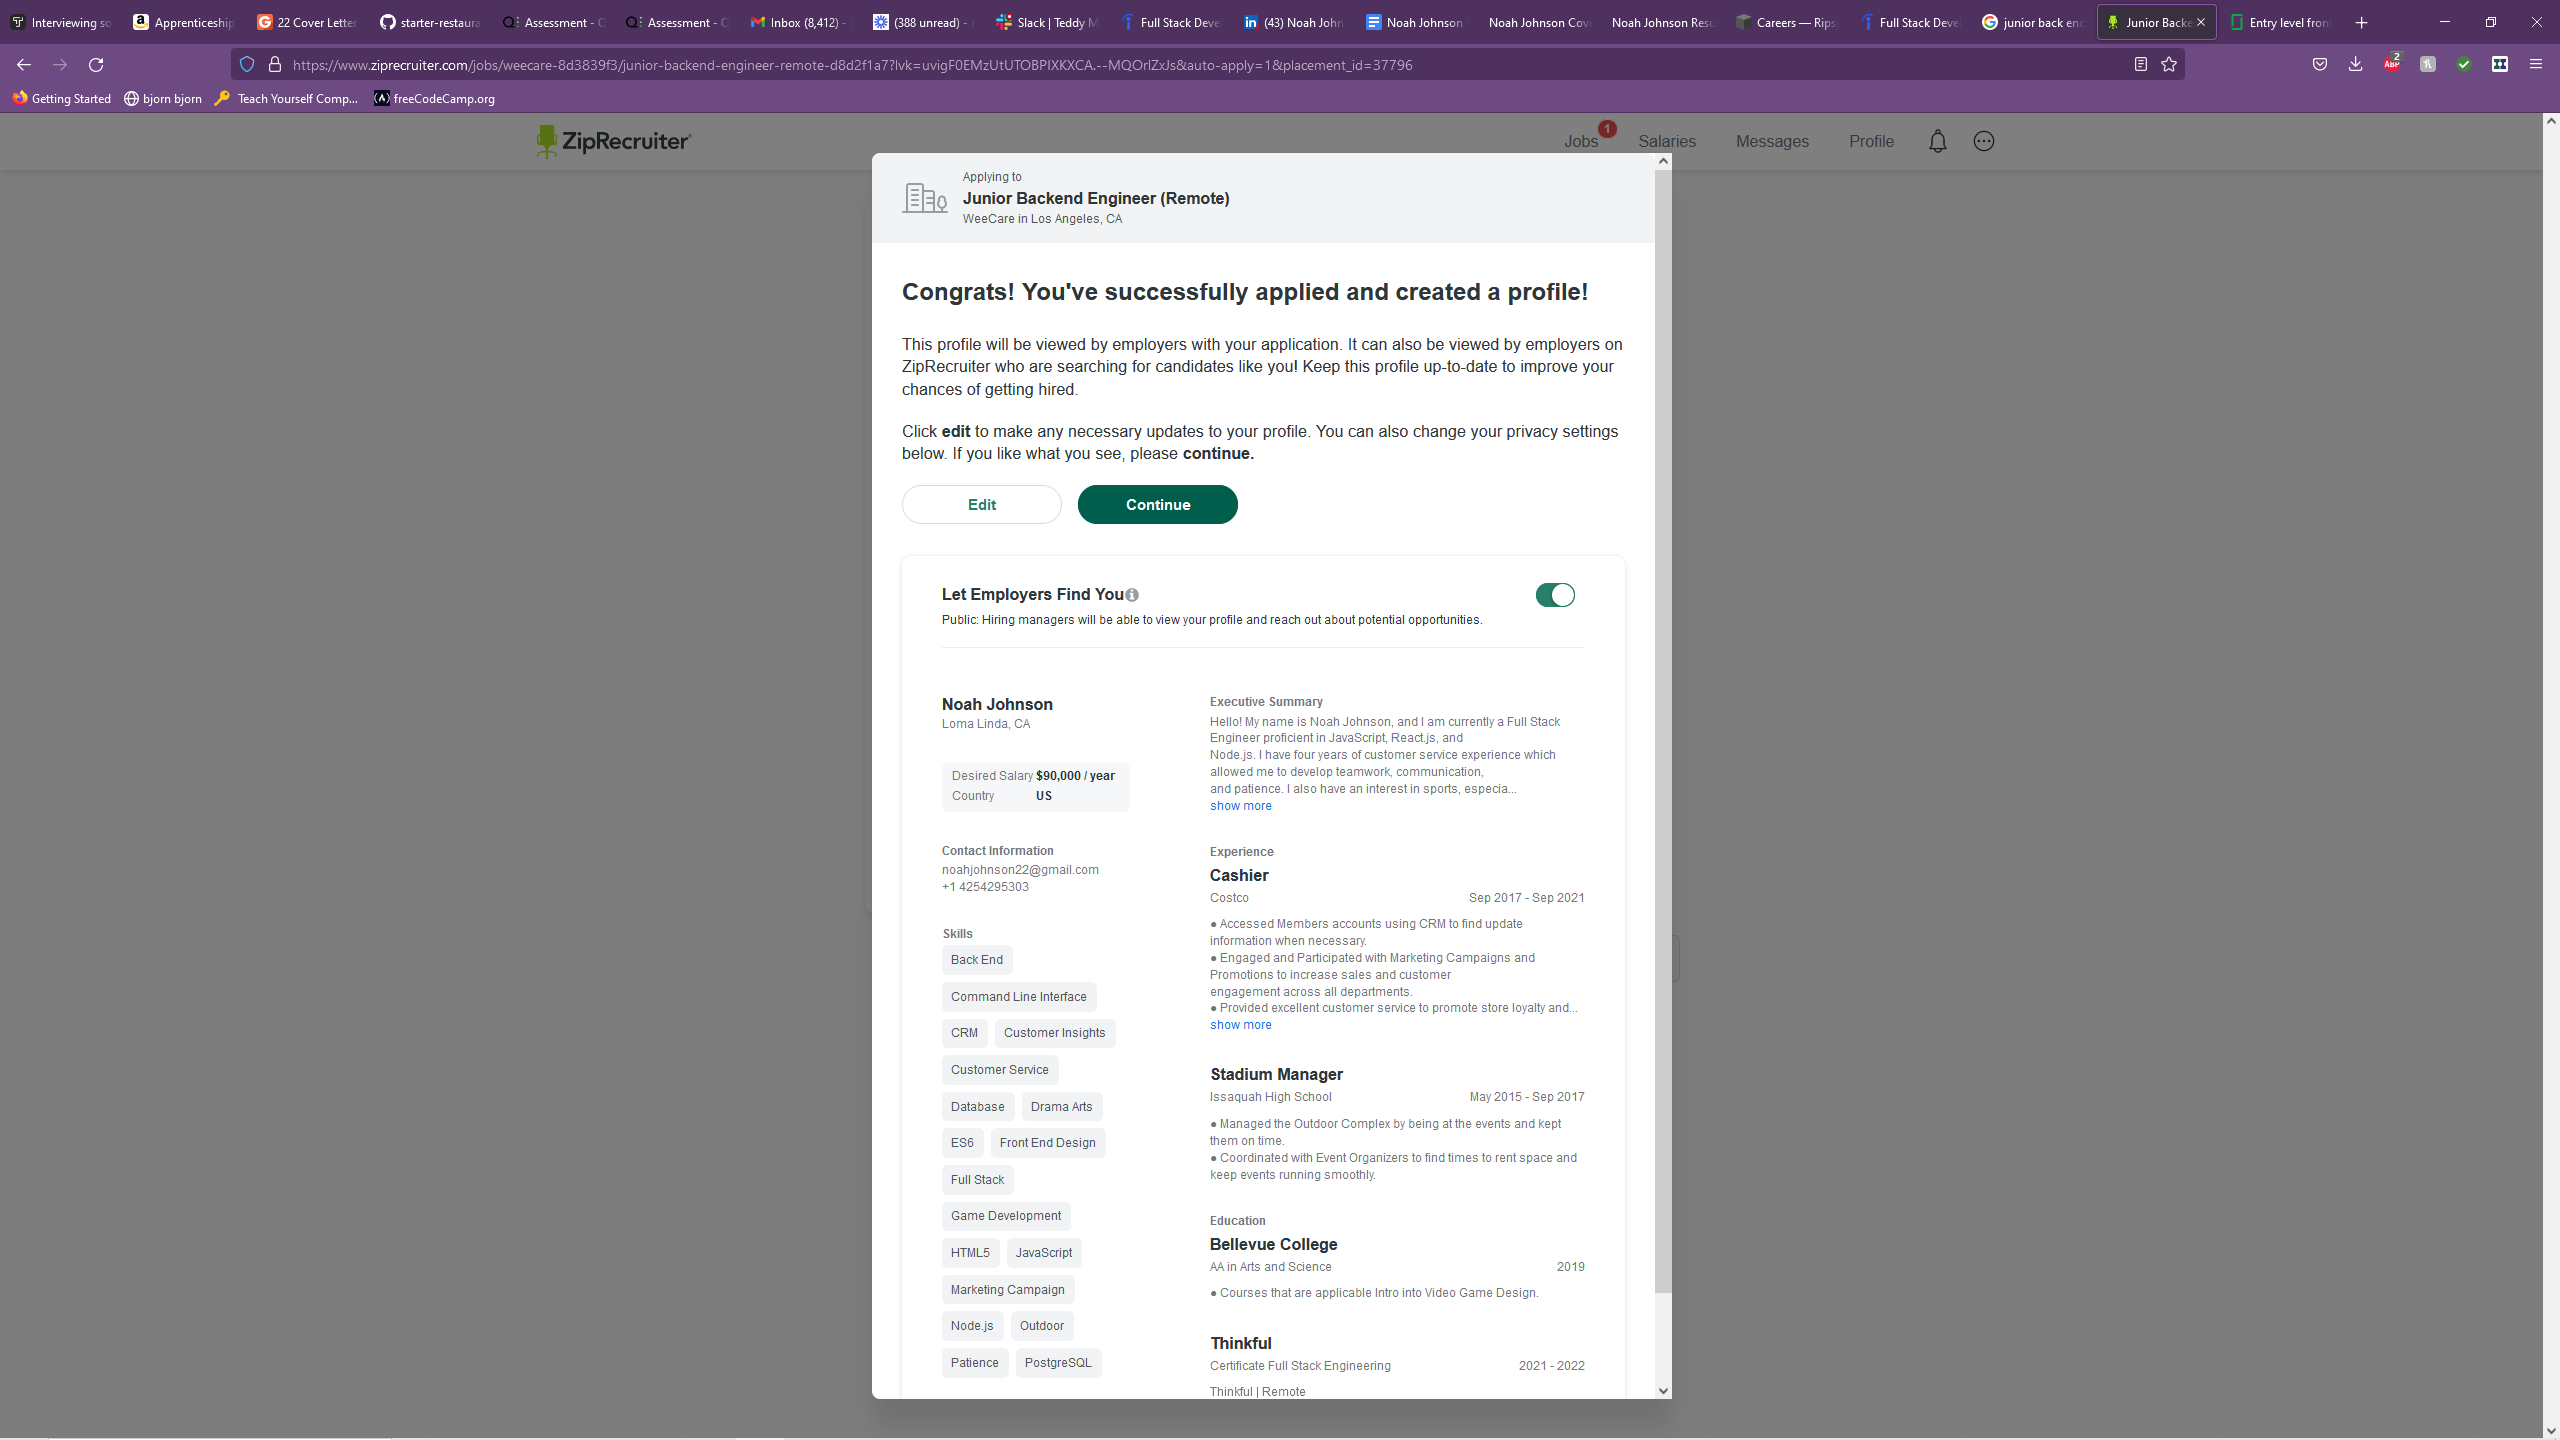 Interviewing so
Apprenticeship
22 Cover Letter
starter-restaura
Assessment - Q
Assessment - Q
Inbox (8,412) -
(388 unread) -
Slack | Teddy M
Full Stack Deve
(43) Noah John
Noah Johnson
Noah Johnson Cov
Noah Johnson Resu
Careers — Rips
Full Stack Deve
junior back end
Junior Backe
Entry level fron
https://www.ziprecruiter.com/jobs/weecare-8d3839f3/junior-backend-engineer-remote-d8d2f1a7?lvk=uvigF0EMzUtUTOBPIXKXCA.--MQOrlZxJs&auto-apply=1&placement_id=37796
ABP
2
Getting Started
bjorn bjorn
Teach Yourself Comp...
freeCodeCamp.org
ZipRecruiter
Jobs
1
Salaries
Messages
Profile
Applying to
Junior Backend Engineer (Remote)
WeeCare in Los Angeles, CA
Congrats! You've successfully applied and created a profile!
This profile will be viewed by employers with your application. It can also be viewed by employers on
ZipRecruiter who are searching for candidates like you! Keep this profile up-to-date to improve your
chances of getting hired.
Click edit to make any necessary updates to your profile. You can also change your privacy settings
below. If you like what you see, please continue.
Edit
Continue
Let Employers Find You
Public: Hiring managers will be able to view your profile and reach out about potential opportunities.
Noah Johnson
Loma Linda, CA
Desired Salary $90,000 / year
Country US
Contact Information
noahjohnson22@gmail.com
+1 4254295303
Skills
Back End
Command Line Interface
CRM
Customer Insights
Customer Service
Database
Drama Arts
ES6
Front End Design
Full Stack
Game Development
HTML5
JavaScript
Marketing Campaign
Node.js
Outdoor
Patience
PostgreSQL
Executive Summary
Hello! My name is Noah Johnson, and I am currently a Full Stack
Engineer proficient in JavaScript, React.js, and
Node.js. I have four years of customer service experience which
allowed me to develop teamwork, communication,
and patience. I also have an interest in sports, especia...
show more
Experience
Cashier
Costco
Sep 2017 - Sep 2021
● Accessed Members accounts using CRM to find update
information when necessary.
● Engaged and Participated with Marketing Campaigns and
Promotions to increase sales and customer
engagement across all departments.
● Provided excellent customer service to promote store loyalty and...
show more
Stadium Manager
Issaquah High School
May 2015 - Sep 2017
● Managed the Outdoor Complex by being at the events and kept
them on time.
● Coordinated with Event Organizers to find times to rent space and
keep events running smoothly.
Education
Bellevue College
AA in Arts and Science
2019
● Courses that are applicable Intro into Video Game Design.
Thinkful
Certificate Full Stack Engineering
2021 - 2022
Thinkful | Remote